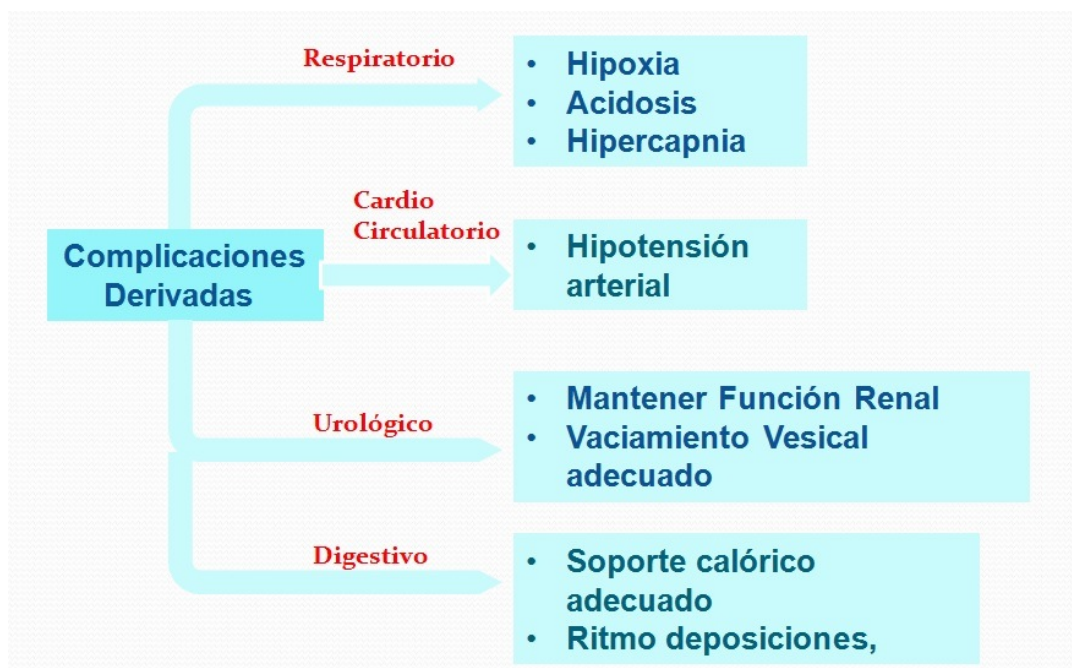 Respiratorio
• Hipoxia
• Acidosis
• Hipercapnia
Cardio
Circulatorio
• Hipotensión
arterial
Complicaciones
Derivadas
Urológico
• Mantener Función Renal
• Vaciamiento Vesical
adecuado
Digestivo
• Soporte calórico
adecuado
• Ritmo deposiciones,